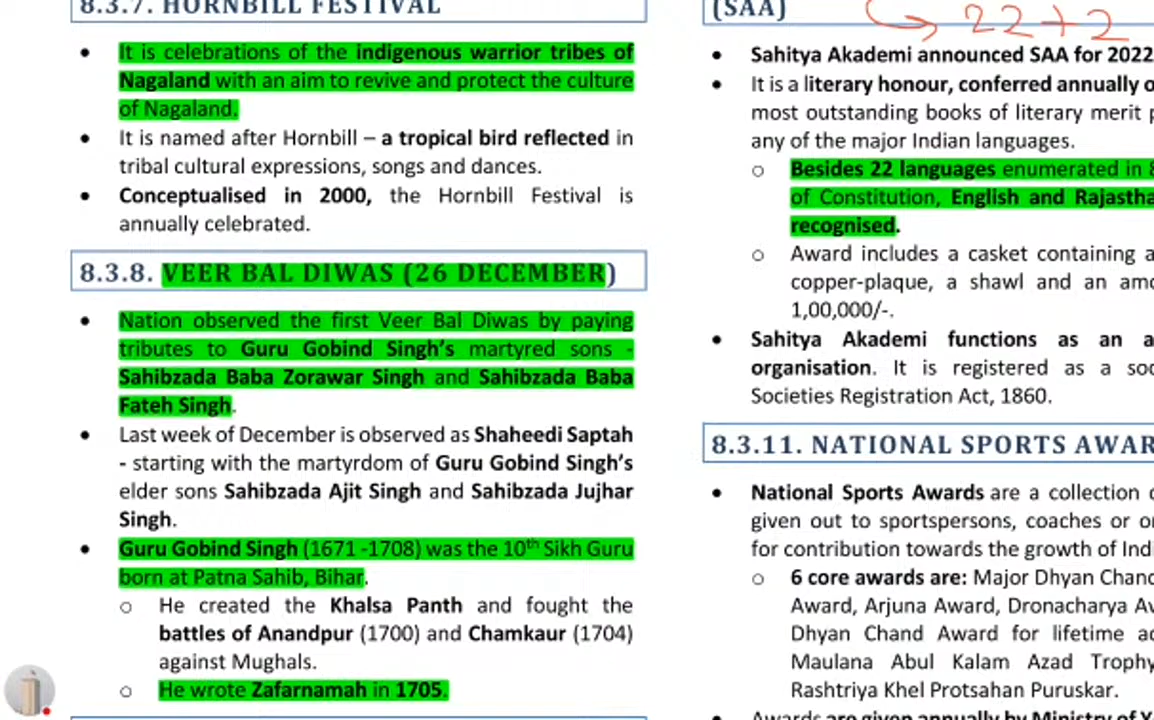 8.3.7. HORNBILL FESTIVAL
• It is celebrations of the indigenous warrior tribes of
Nagaland with an aim to revive and protect the culture
of Nagaland.
• It is named after Hornbill – a tropical bird reflected in
tribal cultural expressions, songs and dances.
• Conceptualised in 2000, the Hornbill Festival is
annually celebrated.
8.3.8. VEER BAL DIWAS (26 DECEMBER)
• Nation observed the first Veer Bal Diwas by paying
tributes to Guru Gobind Singh's martyred sons -
Sahibzada Baba Zorawar Singh and Sahibzada Baba
Fateh Singh.
• Last week of December is observed as Shaheedi Saptah
- starting with the martyrdom of Guru Gobind Singh's
elder sons Sahibzada Ajit Singh and Sahibzada Jujhar
Singh.
• Guru Gobind Singh (1671 -1708) was the 10th Sikh Guru
born at Patna Sahib, Bihar.
o He created the Khalsa Panth and fought the
battles of Anandpur (1700) and Chamkaur (1704)
against Mughals.
o He wrote Zafarnamah in 1705.
(SAA)
22+2
• Sahitya Akademi announced SAA for 2022
• It is a literary honour, conferred annually
most outstanding books of literary merit
any of the major Indian languages.
o Besides 22 languages enumerated in
of Constitution, English and
recognised.
o Award includes a casket containing
copper-plaque, a shawl and an
1,00,000/-.
• Sahitya Akademi functions as an
organisation. It is registered as a
Societies Registration Act, 1860.
8.3.11. NATIONAL SPORTS
• National Sports Awards are a collection
given out to sportspersons, coaches or
for contribution towards the growth of
o 6 core awards are: Major Dhyan
Award, Arjuna Award, Dronacharya
Dhyan Chand Award for lifetime
Maulana Abul Kalam Azad Trophy
Rashtriya Khel Protsahan Puruskar.
• Awards are given annually by Ministry of